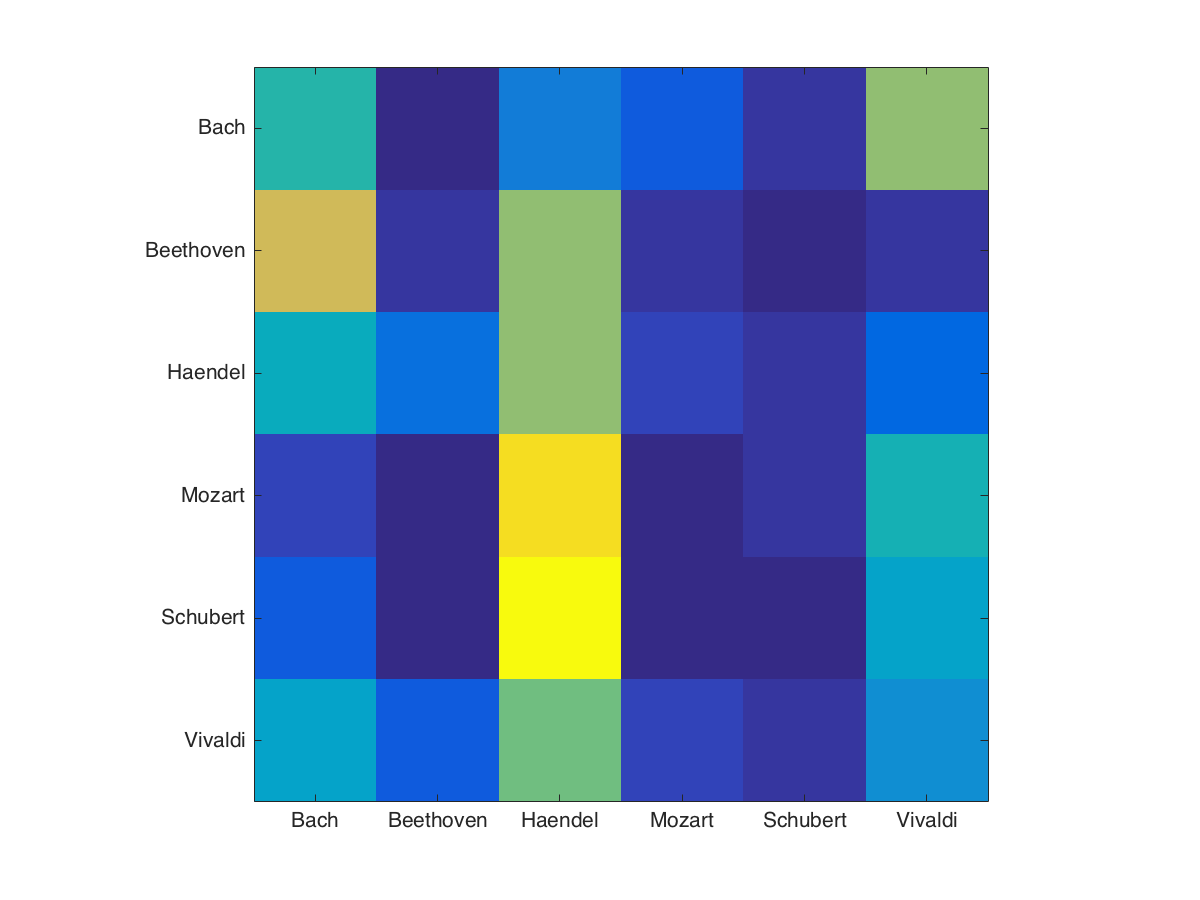 Bach
Beethoven
Haendel
Mozart
Schubert
Vivaldi
Bach Beethoven Haendel Mozart Schubert Vivaldi